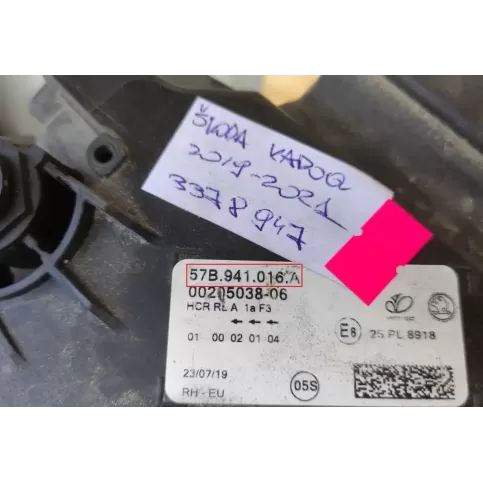 ŠKODA KAROQ
2019-2021
3378947
57B.941.016.A
00205038-06
HCR RL A 1a F3
←←←
01 00 02 01 04
E8 25 PL 8918
23/07/19
05S
RH - EU